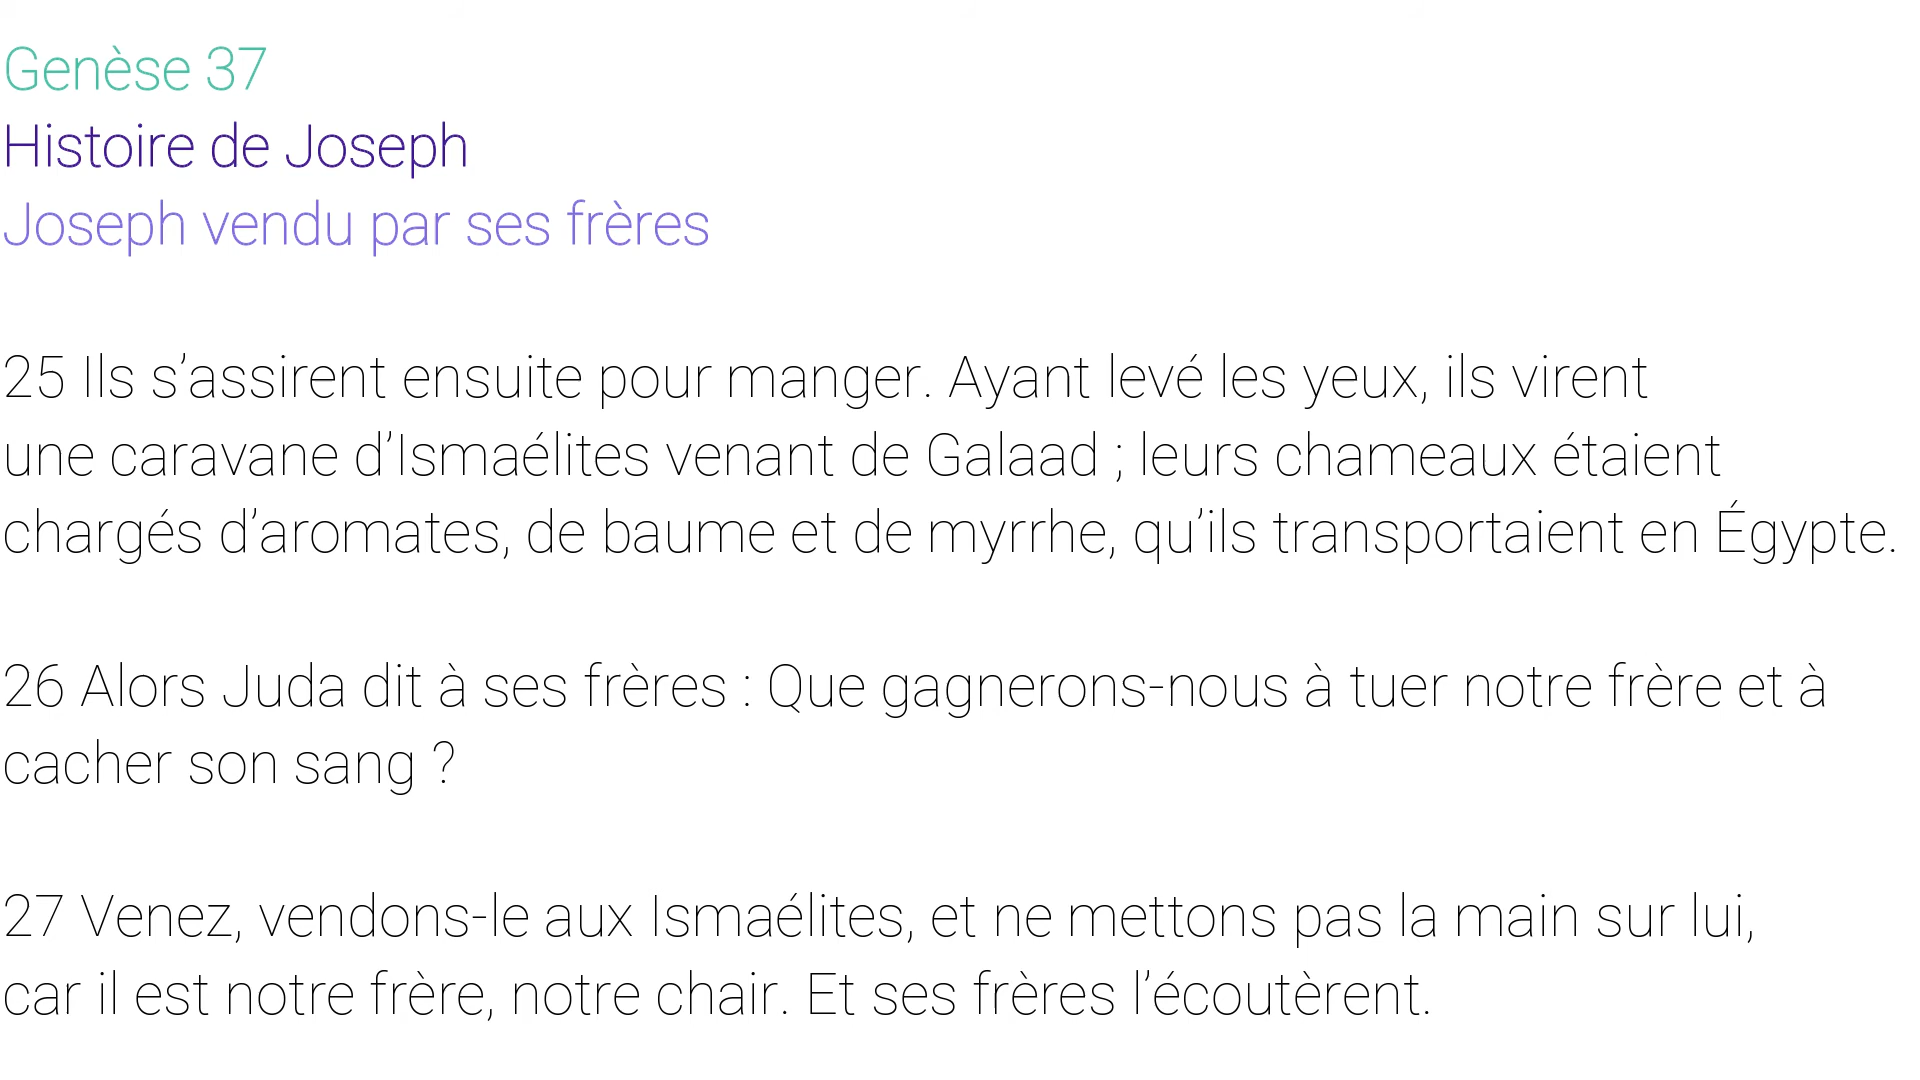 Genèse 37
Histoire de Joseph
Joseph vendu par ses frères
25 Ils s’assirent ensuite pour manger. Ayant levé les yeux, ils virent
une caravane d’Ismaélites venant de Galaad ; leurs chameaux étaient
chargés d’aromates, de baume et de myrrhe, qu’ils transportaient en Égypte.
26 Alors Juda dit à ses frères : Que gagnerons-nous à tuer notre frère et à
cacher son sang ?
27 Venez, vendons-le aux Ismaélites, et ne mettons pas la main sur lui,
car il est notre frère, notre chair. Et ses frères l’écoutèrent.